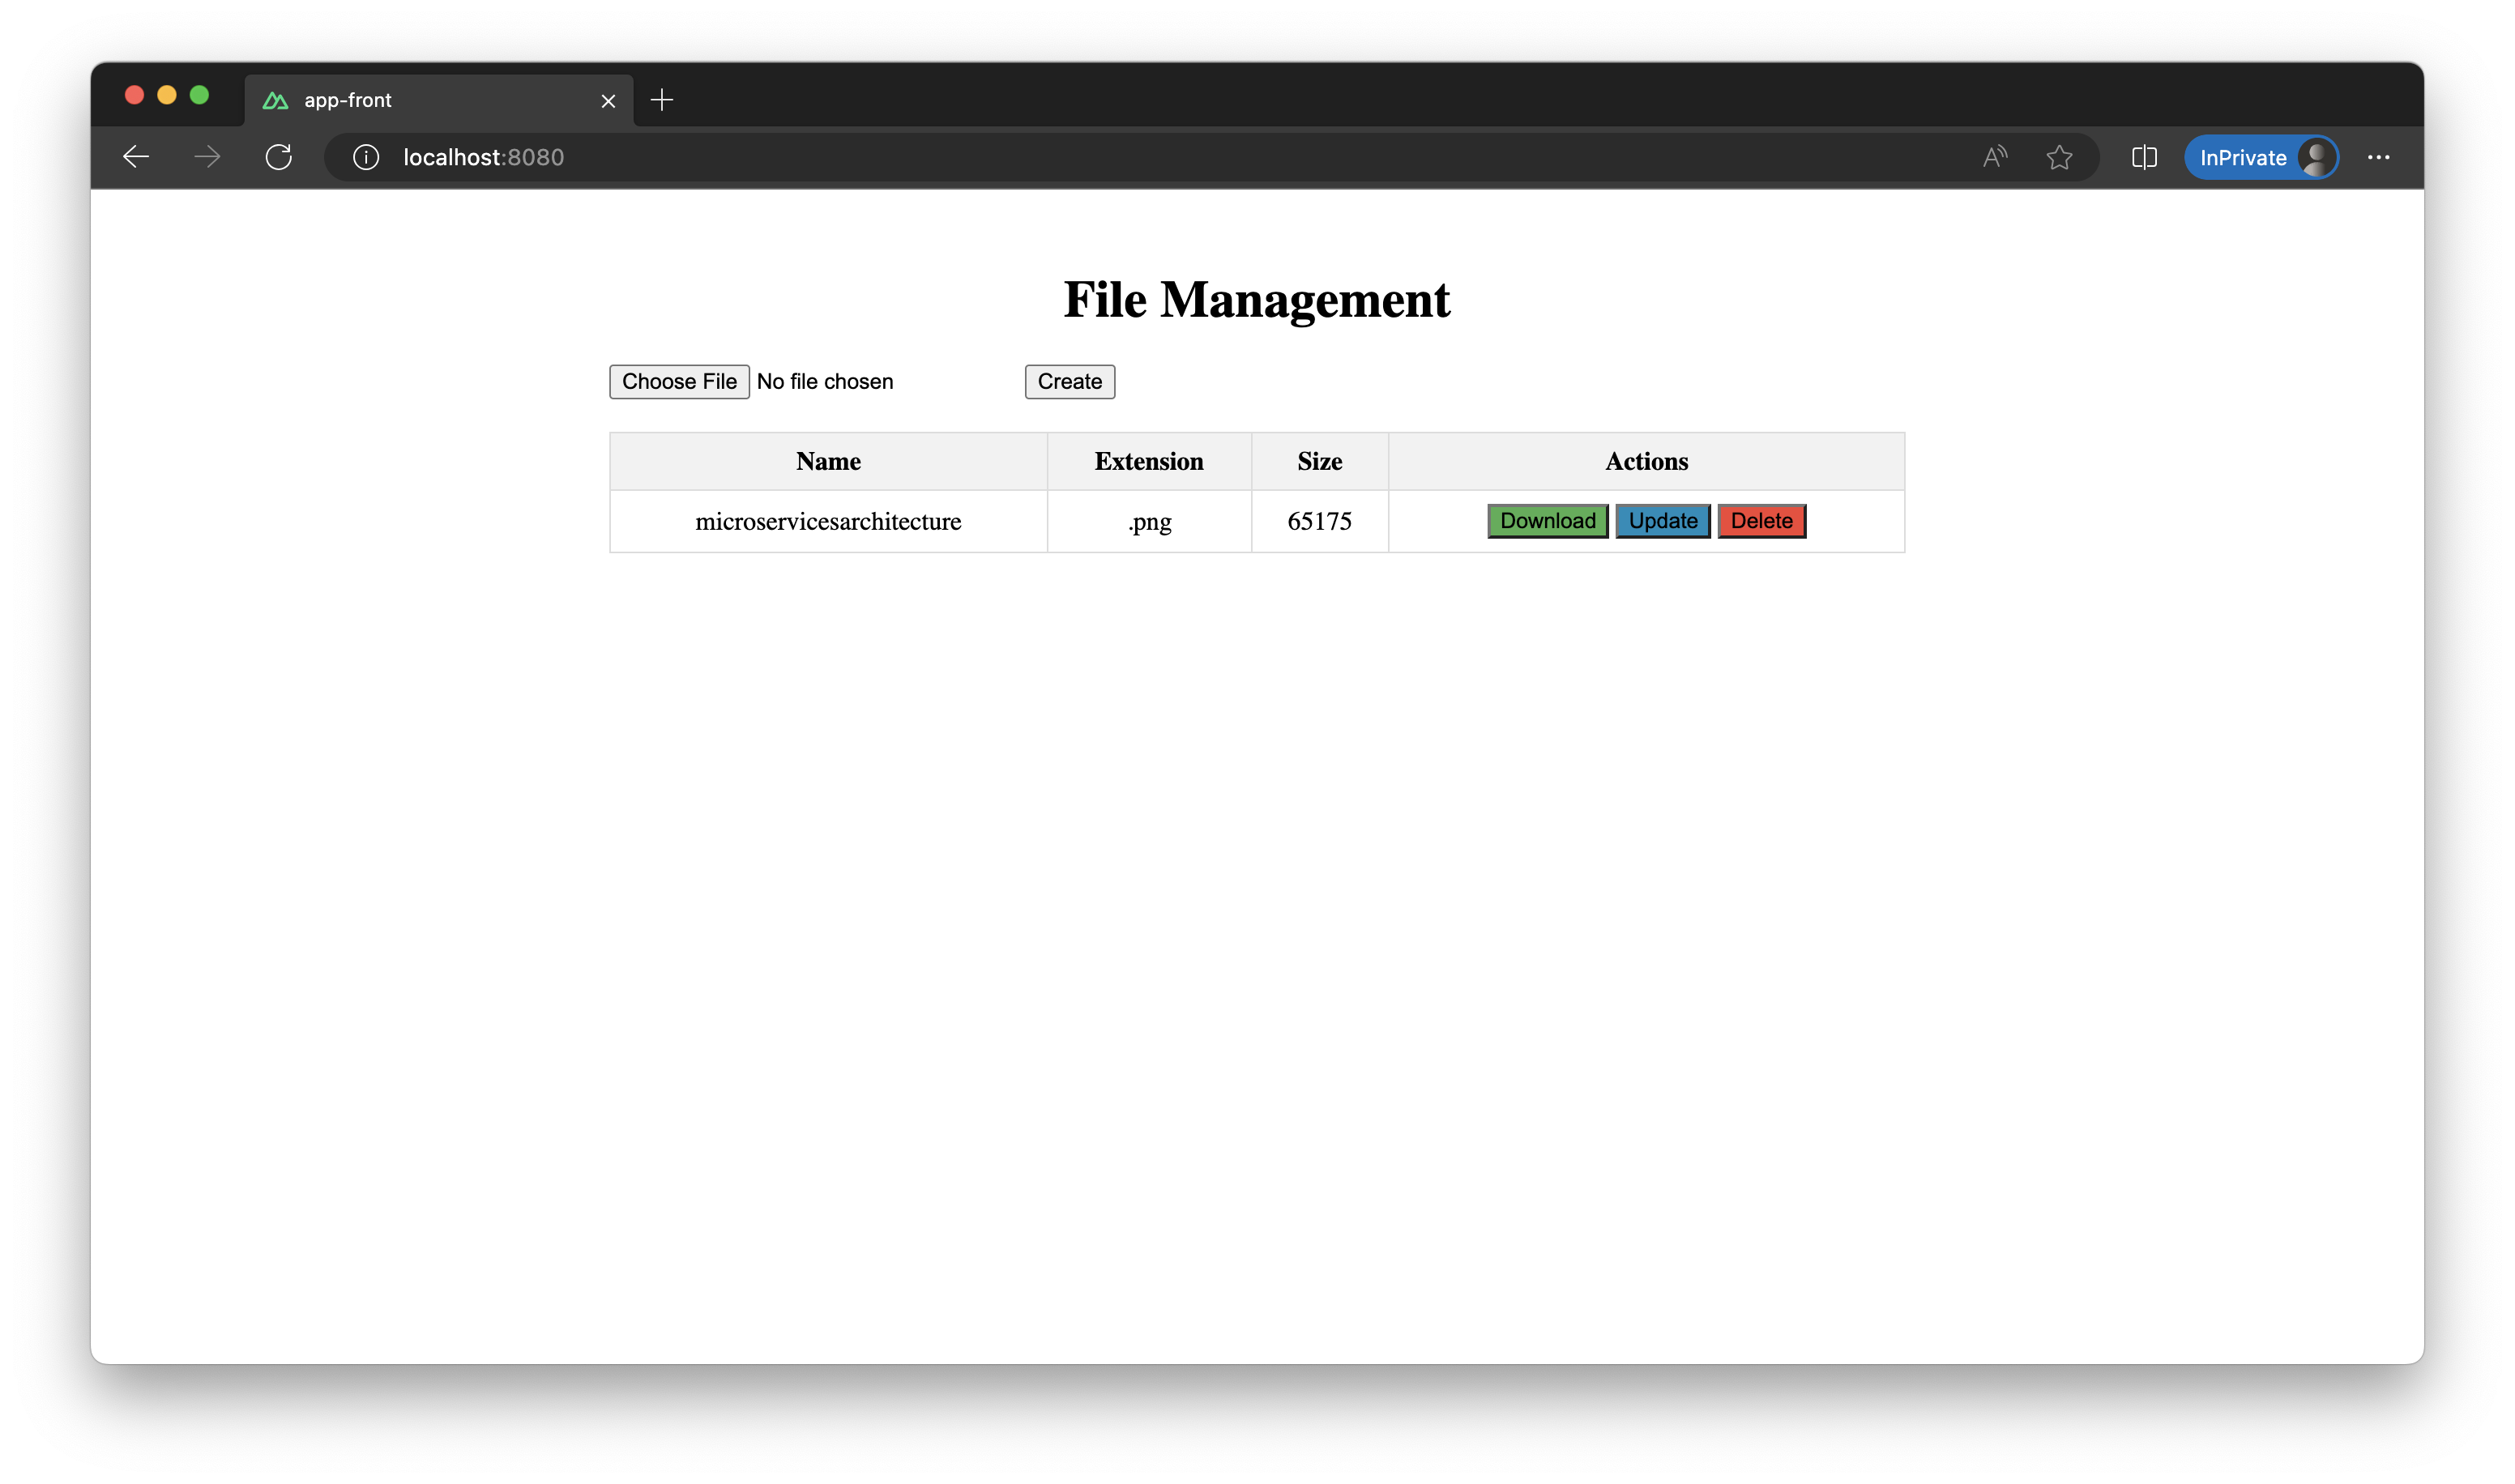 app-front
localhost:8080
InPrivate
File Management
Choose File No file chosen Create
Name Extension Size Actions
microservicesarchitecture .png 65175 Download Update Delete